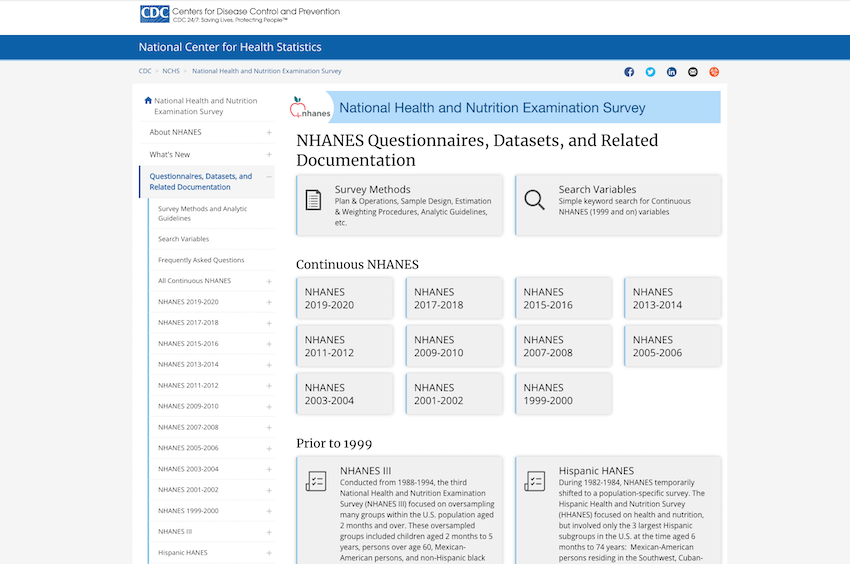 CDC Centers for Disease Control and Prevention
CDC 24/7: Saving Lives, Protecting People™
National Center for Health Statistics
CDC > NCHS > National Health and Nutrition Examination Survey
National Health and Nutrition
Examination Survey
About NHANES +
What's New +
Questionnaires, Datasets, and
Related Documentation −
Survey Methods and Analytic
Guidelines
Search Variables
Frequently Asked Questions
All Continuous NHANES +
NHANES 2019-2020 +
NHANES 2017-2018 +
NHANES 2015-2016 +
NHANES 2013-2014 +
NHANES 2011-2012 +
NHANES 2009-2010 +
NHANES 2007-2008 +
NHANES 2005-2006 +
NHANES 2003-2004 +
NHANES 2001-2002 +
NHANES 1999-2000 +
NHANES III +
Hispanic HANES +
nhanes
National Health and Nutrition Examination Survey
NHANES Questionnaires, Datasets, and Related
Documentation
Survey Methods
Plan & Operations, Sample Design, Estimation
& Weighting Procedures, Analytic Guidelines,
etc.
Search Variables
Simple keyword search for Continuous
NHANES (1999 and on) variables
Continuous NHANES
NHANES
2019-2020
NHANES
2017-2018
NHANES
2015-2016
NHANES
2013-2014
NHANES
2011-2012
NHANES
2009-2010
NHANES
2007-2008
NHANES
2005-2006
NHANES
2003-2004
NHANES
2001-2002
NHANES
1999-2000
Prior to 1999
NHANES III
Conducted from 1988-1994, the third
National Health and Nutrition Examination
Survey (NHANES III) focused on oversampling
many groups within the U.S. population aged
2 months and over. These oversampled
groups included children aged 2 months to 5
years, persons over age 60, Mexican-
American persons, and non-Hispanic black
Hispanic HANES
During 1982-1984, NHANES temporarily
shifted to a population-specific survey. The
Hispanic Health and Nutrition Survey
(HHANES) focused on health and nutrition,
but involved only the 3 largest Hispanic
subgroups in the U.S. at the time aged 6
months to 74 years: Mexican-American
persons residing in the Southwest, Cuban-